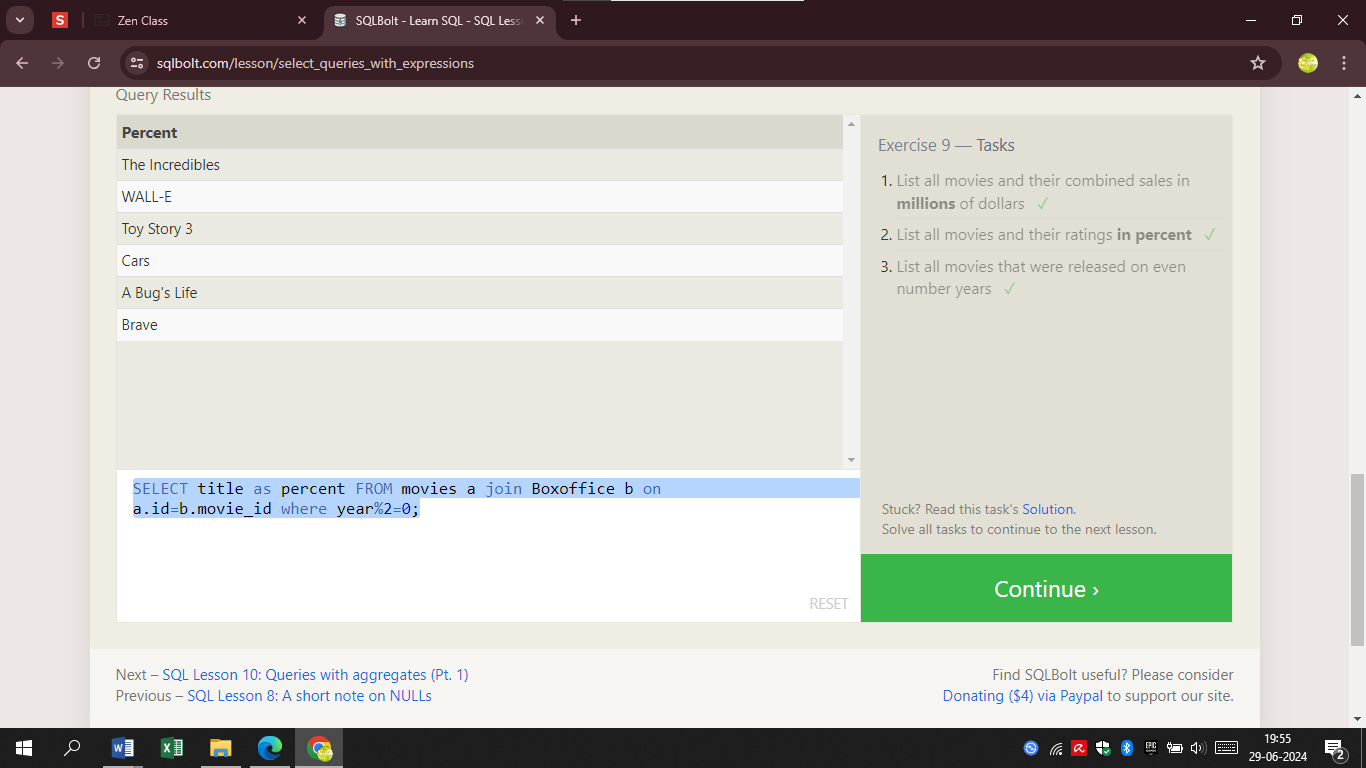 S
Zen Class
SQLBolt - Learn SQL - SQL Less
sqlbolt.com/lesson/select_queries_with_expressions
Query Results
Percent
The Incredibles
WALL-E
Toy Story 3
Cars
A Bug's Life
Brave
SELECT title as percent FROM movies a join Boxoffice b on
a.id=b.movie_id where year%2=0;
RESET
Exercise 9 — Tasks
1. List all movies and their combined sales in
millions of dollars ✓
2. List all movies and their ratings in percent ✓
3. List all movies that were released on even
number years ✓
Stuck? Read this task's Solution.
Solve all tasks to continue to the next lesson.
Continue ›
Next – SQL Lesson 10: Queries with aggregates (Pt. 1)
Previous – SQL Lesson 8: A short note on NULLs
Find SQLBolt useful? Please consider
Donating ($4) via Paypal to support our site.
EPIC
19:55
29-06-2024
2